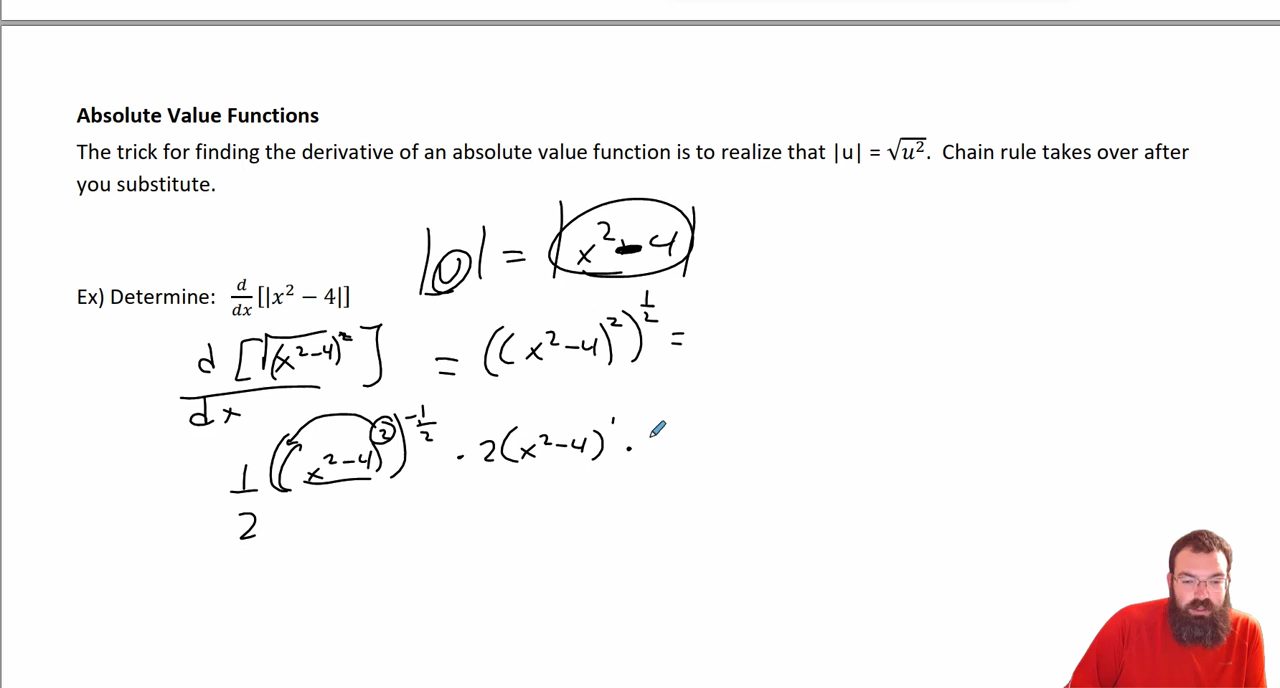 Absolute Value Functions
The trick for finding the derivative of an absolute value function is to realize that |u| = √u². Chain rule takes over after
you substitute.
|0| = |x² - 4|
Ex) Determine: d/dx [|x² − 4|]
d/dx [√(x²-4)²] = ((x²-4)²)^(1/2) =
1/2 ((x²-4)²)^(-1/2) · 2(x²-4)^1 ·